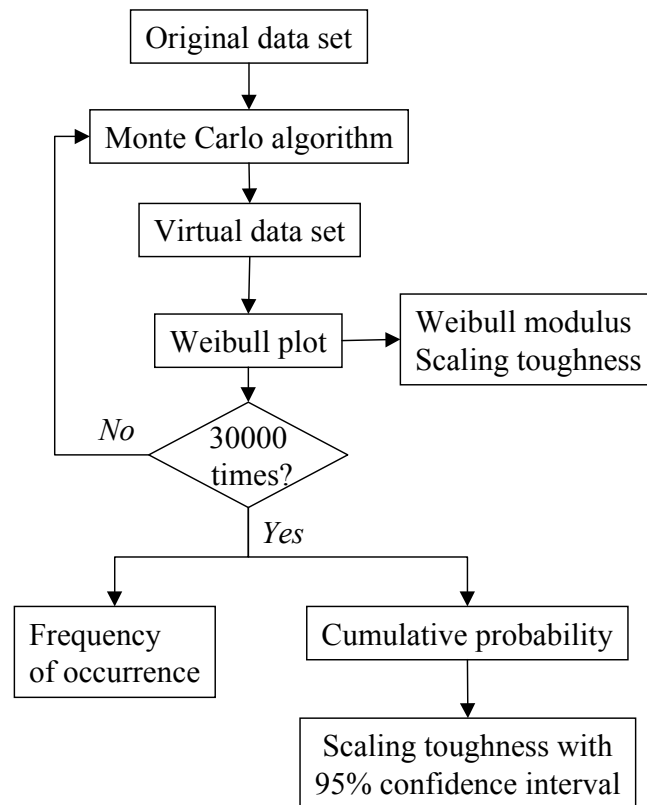 Original data set
Monte Carlo algorithm
Virtual data set
Weibull plot
Weibull modulus
Scaling toughness
No
30000
times?
Yes
Frequency
of occurrence
Cumulative probability
Scaling toughness with
95% confidence interval